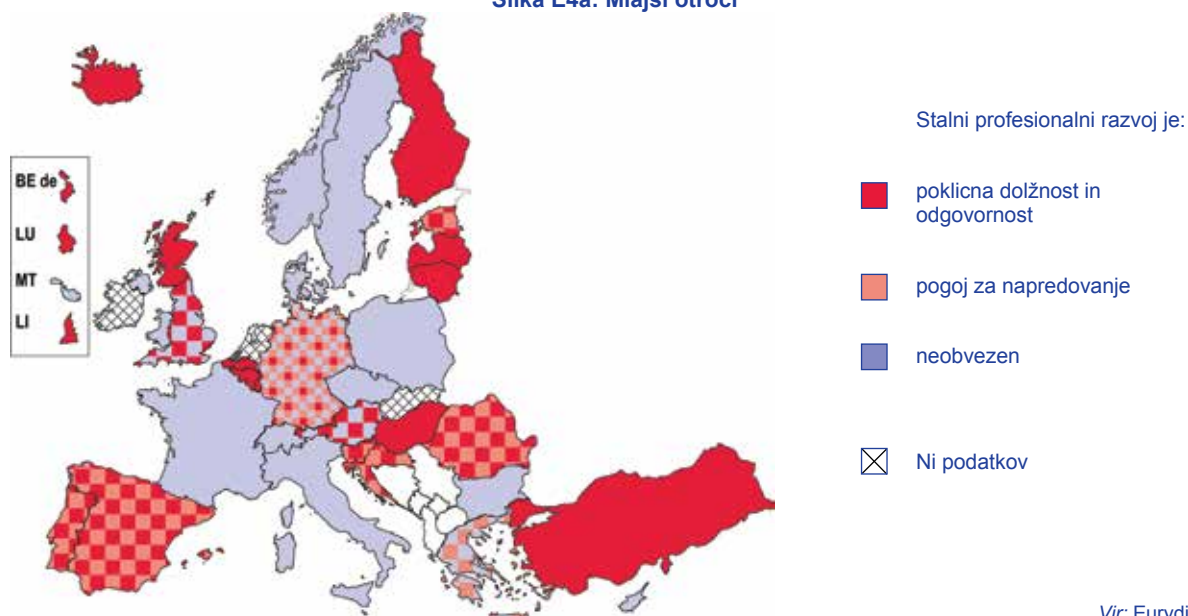 Slika E4a: Mlajši otroci
BE de
LU
MT
LI
Stalni profesionalni razvoj je:
poklicna dolžnost in
odgovornost
pogoj za napredovanje
neobvezen
Ni podatkov
Vir: Eurydi